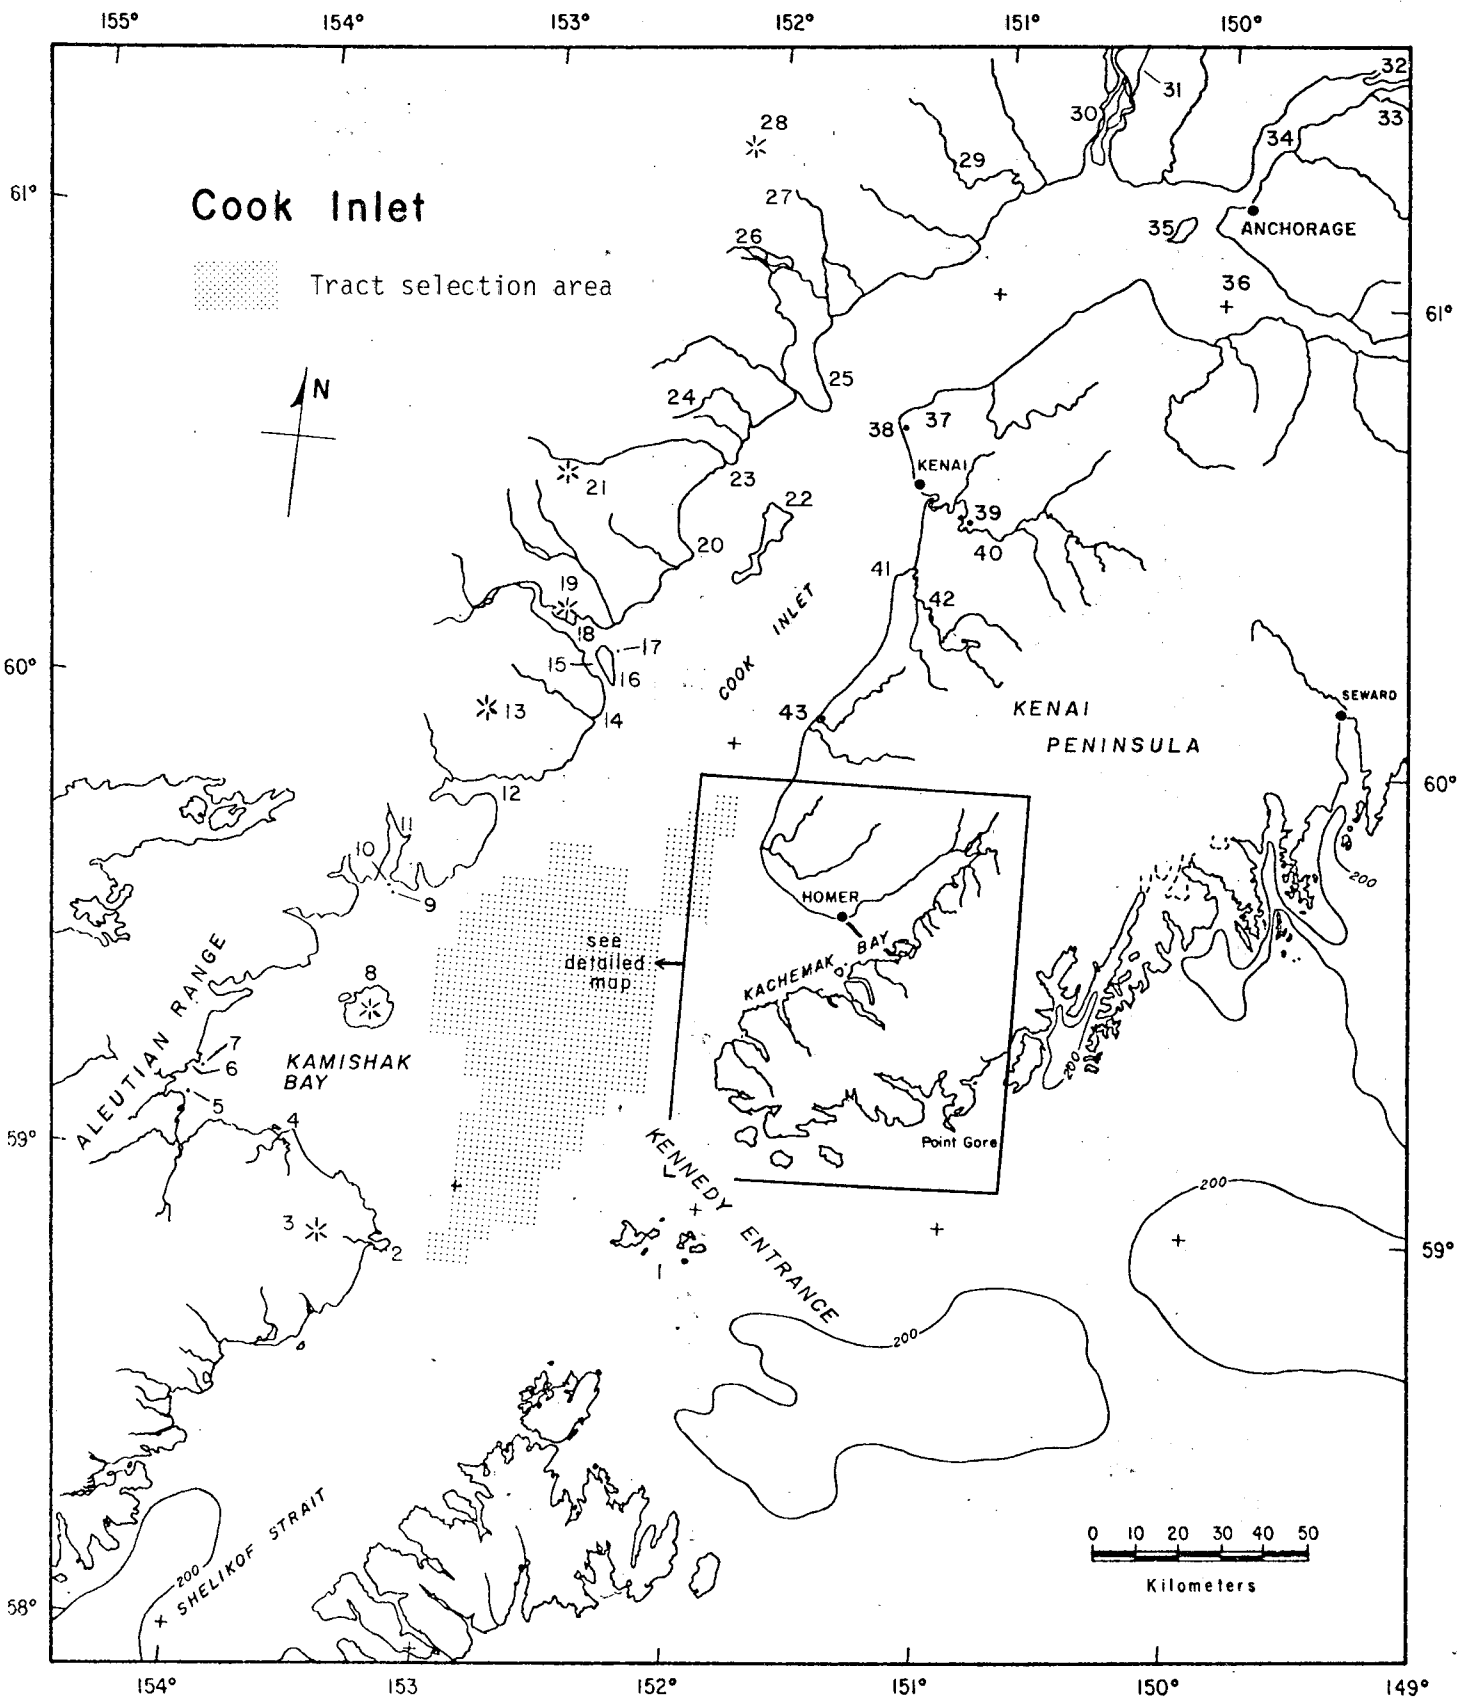 155° 154° 153° 152° 151° 150°
32
31
30
33
28
34
29
61°
27
Cook Inlet
35
ANCHORAGE
26
Tract selection area
36
61°
25
N
24
37
38
KENAI
23
21
22
39
20
40
41
19
42
18
17
15
60°
16
COOK INLET
SEWARD
13
14
43
KENAI
PENINSULA
60°
12
11
10
200
9
HOMER
see
detailed
map
KACHEMAK BAY
8
ALEUTIAN RANGE
7
KAMISHAK
BAY
6
200
5
4
59°
KENNEDY ENTRANCE
Point Gore
200
3
2
59°
1
200
SHELIKOF STRAIT
0 10 20 30 40 50
Kilometers
200
58°
154° 153 152° 151° 150° 149°